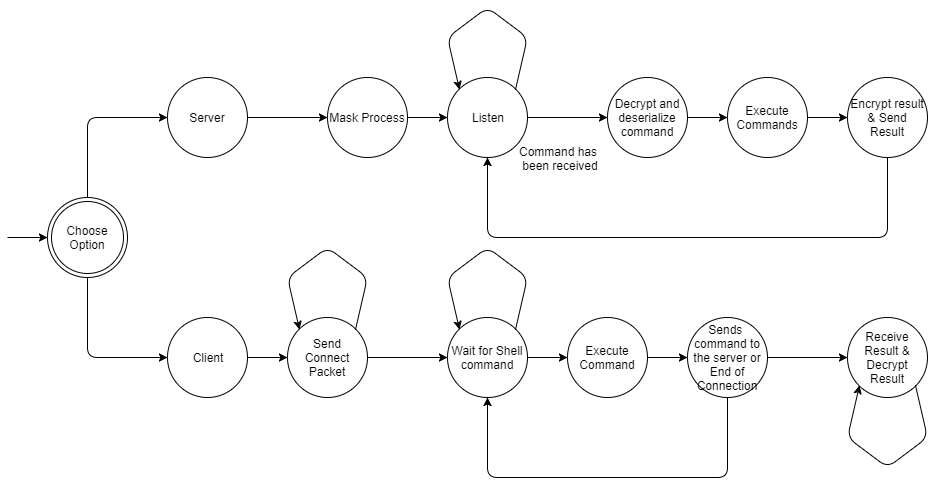 Server
Mask Process
Listen
Decrypt and
deserialize
command
Execute
Commands
Encrypt result
& Send
Result
Command has
been received
Choose
Option
Client
Send
Connect
Packet
Wait for Shell
command
Execute
Command
Sends
command to
the server or
End of
Connection
Receive
Result &
Decrypt
Result